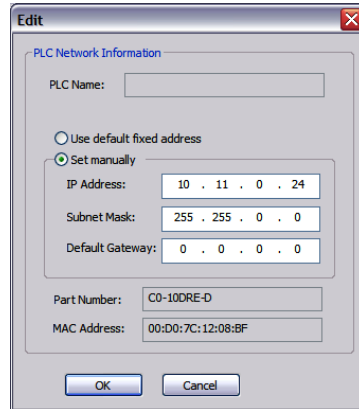 Edit
PLC Network Information
PLC Name:
Use default fixed address
Set manually
IP Address: 10 . 11 . 0 . 24
Subnet Mask: 255 . 255 . 0 . 0
Default Gateway: 0 . 0 . 0 . 0
Part Number: C0-10DRE-D
MAC Address: 00:D0:7C:12:08:BF
OK Cancel